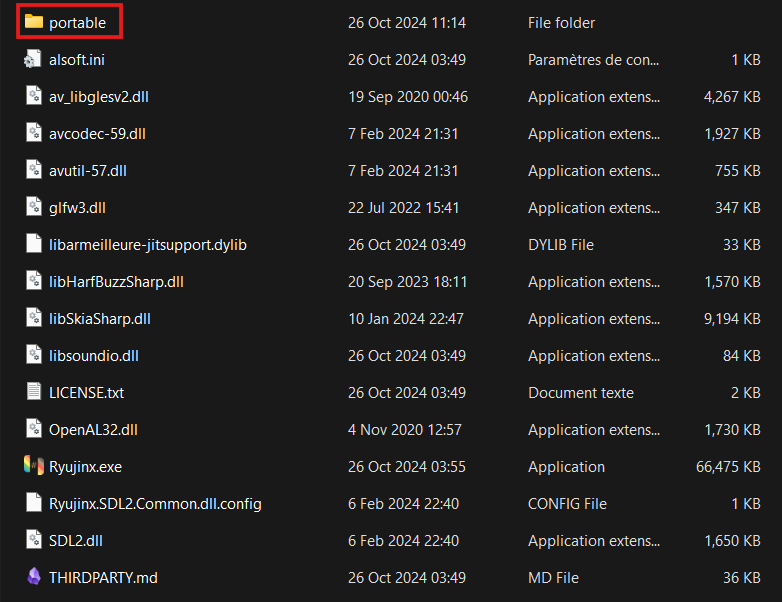 portable 26 Oct 2024 11:14 File folder
alsoft.ini 26 Oct 2024 03:49 Paramètres de con... 1 KB
av_libglesv2.dll 19 Sep 2020 00:46 Application extens... 4,267 KB
avcodec-59.dll 7 Feb 2024 21:31 Application extens... 1,927 KB
avutil-57.dll 7 Feb 2024 21:31 Application extens... 755 KB
glfw3.dll 22 Jul 2022 15:41 Application extens... 347 KB
libarmeilleure-jitsupport.dylib 26 Oct 2024 03:49 DYLIB File 33 KB
libHarfBuzzSharp.dll 20 Sep 2023 18:11 Application extens... 1,570 KB
libSkiaSharp.dll 10 Jan 2024 22:47 Application extens... 9,194 KB
libsoundio.dll 26 Oct 2024 03:49 Application extens... 84 KB
LICENSE.txt 26 Oct 2024 03:49 Document texte 2 KB
OpenAL32.dll 4 Nov 2020 12:57 Application extens... 1,730 KB
Ryujinx.exe 26 Oct 2024 03:55 Application 66,475 KB
Ryujinx.SDL2.Common.dll.config 6 Feb 2024 22:40 CONFIG File 1 KB
SDL2.dll 6 Feb 2024 22:40 Application extens... 1,650 KB
THIRDPARTY.md 26 Oct 2024 03:49 MD File 36 KB